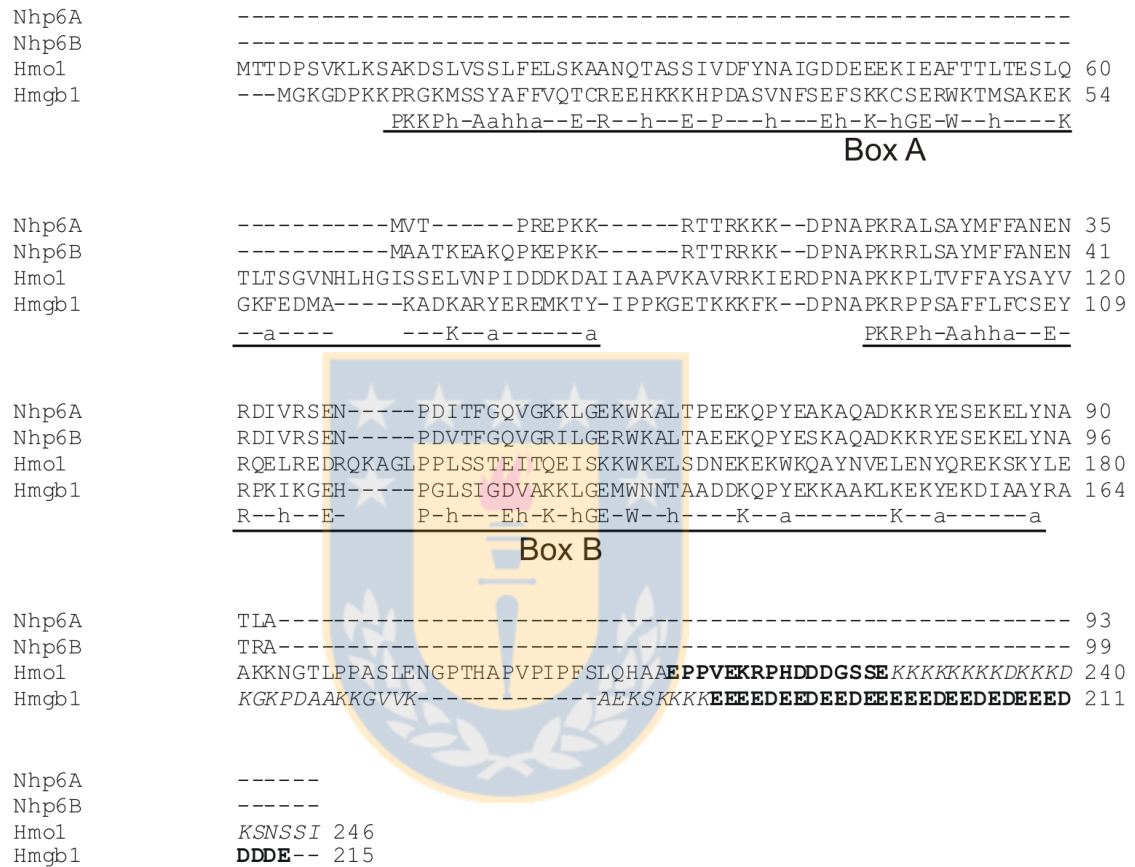 Nhp6A ------------------------------------------------------------
Nhp6B ------------------------------------------------------------
Hmo1 MTTDPSVKLKSAKDSLVSSLFELSKAANQTASSIVDFYNAIGDDEEEKIEAFTTLTESLQ 60
Hmgb1 ---MGKGDPKKPRGKMSSYAFFVQTCREEHKKKHPDASVNFSEFSKKCSERWKTMSAKEK 54
PKKPh-Aahha--E-R--h--E-P---h---Eh-K-hGE-W--h----K
Box A
Nhp6A -----------MVT------PREPKK------RTTRKKK--DPNAPKRALSAYMFFANEN 35
Nhp6B -----------MAATKEAKQPKEPKK------RTTRRKK--DPNAPKRRLSAYMFFANEN 41
Hmo1 TLTSGVNHLHGISSELVNPIDDDKDAIIAAPVKAVRRKIERDPNAPKKPLTVFFAYSAYV 120
Hmgb1 GKFEDMA-----KADKARYEREMKTY-IPPKGETKKKFK--DPNAPKRPPSAFFLFCSEY 109
--a---- ---K--a------a PKRPh-Aahha--E-
Nhp6A RDIVRSEN-----PDITFGQVGKKLGEKWKALTPEEKQPYEAKAQADKKRYESEKELYNA 90
Nhp6B RDIVRSEN-----PDVTFGQVGRILGERWKALTAEEKQPYESKAQADKKRYESEKELYNA 96
Hmo1 RQELREDRQKAGLPPLSSTEITQEISKKWKELSDNEKEKWKQAYNVELENYQREKSKYLE 180
Hmgb1 RPKIKGEH-----PGLSIGDVAKKLGEMWNNTAADDKQPYEKKAAKLKEKYEKDIAAYRA 164
R--h--E- P-h---Eh-K-hGE-W--h----K--a-------K--a------a
Box B
Nhp6A TLA--------------------------------------------------------- 93
Nhp6B TRA--------------------------------------------------------- 99
Hmo1 AKKNGTLPPASLENGPTHAPVPIPFSLQHAAEPPVEKRPHDDDGSSEKKKKKKKKDKKKD 240
Hmgb1 KGKPDAAKKGVVK-------------AEKSKKKKEEEEDEEDEEDEEEEEDEEDEDEEED 211
Nhp6A ------
Nhp6B ------
Hmo1 KSNSSI 246
Hmgb1 DDDE-- 215